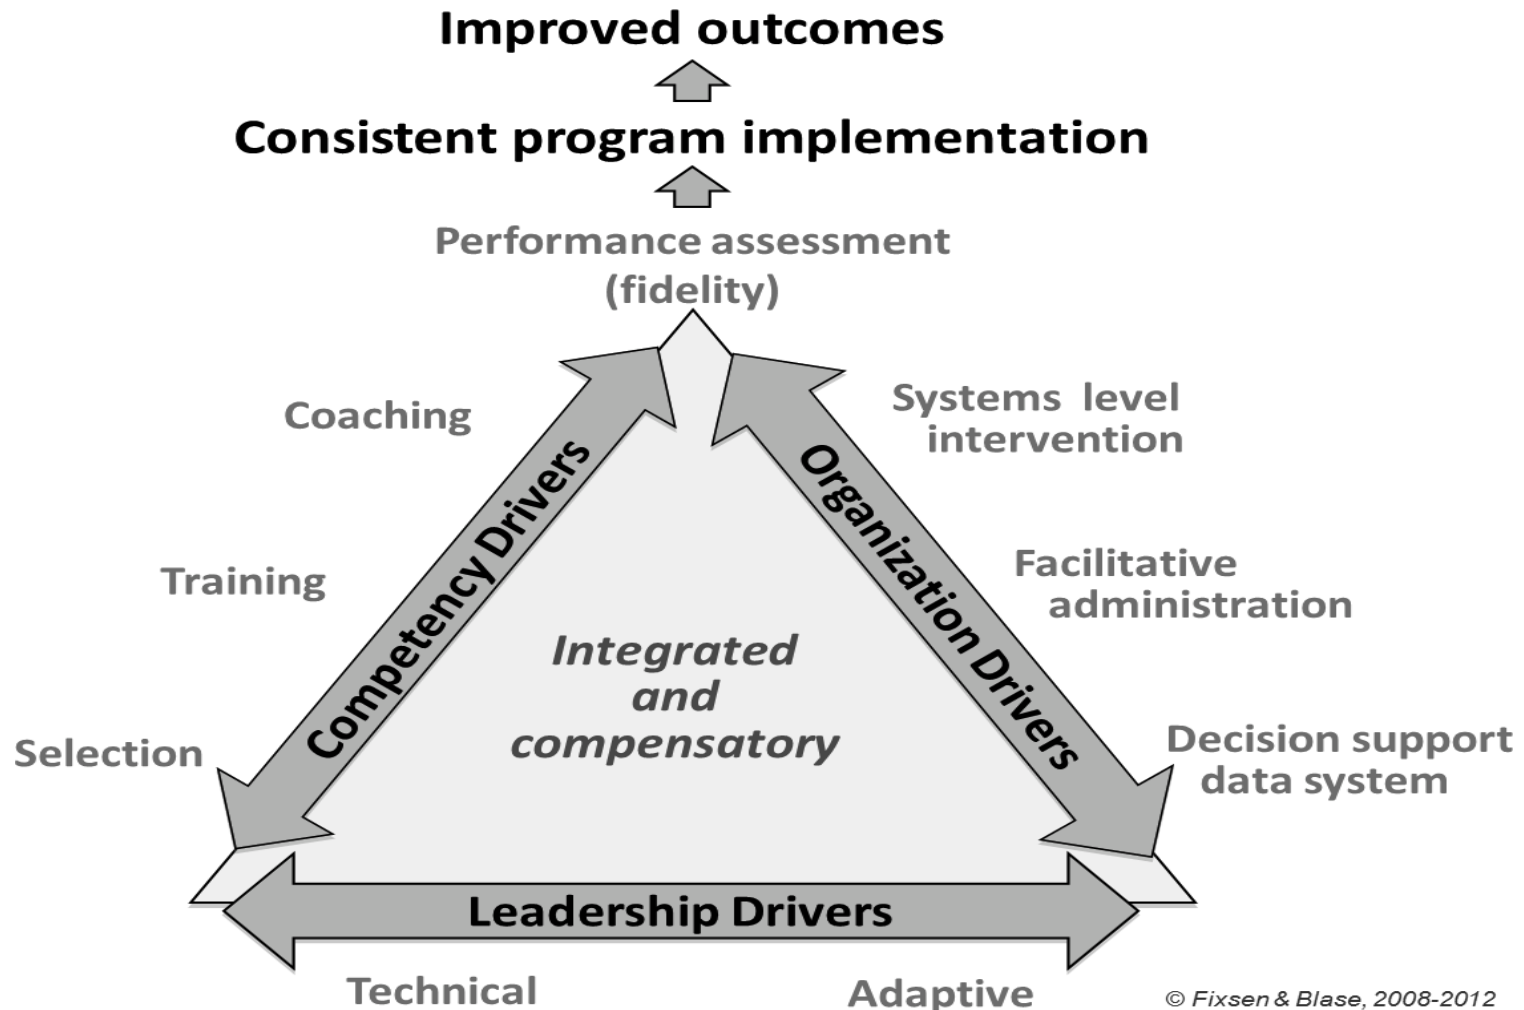 Improved outcomes
Consistent program implementation
Performance assessment
(fidelity)
Coaching
Systems level
intervention
Competency Drivers
Organization Drivers
Training
Facilitative
administration
Integrated
and
compensatory
Selection
Decision support
data system
Leadership Drivers
Technical
Adaptive
© Fixsen & Blase, 2008-2012